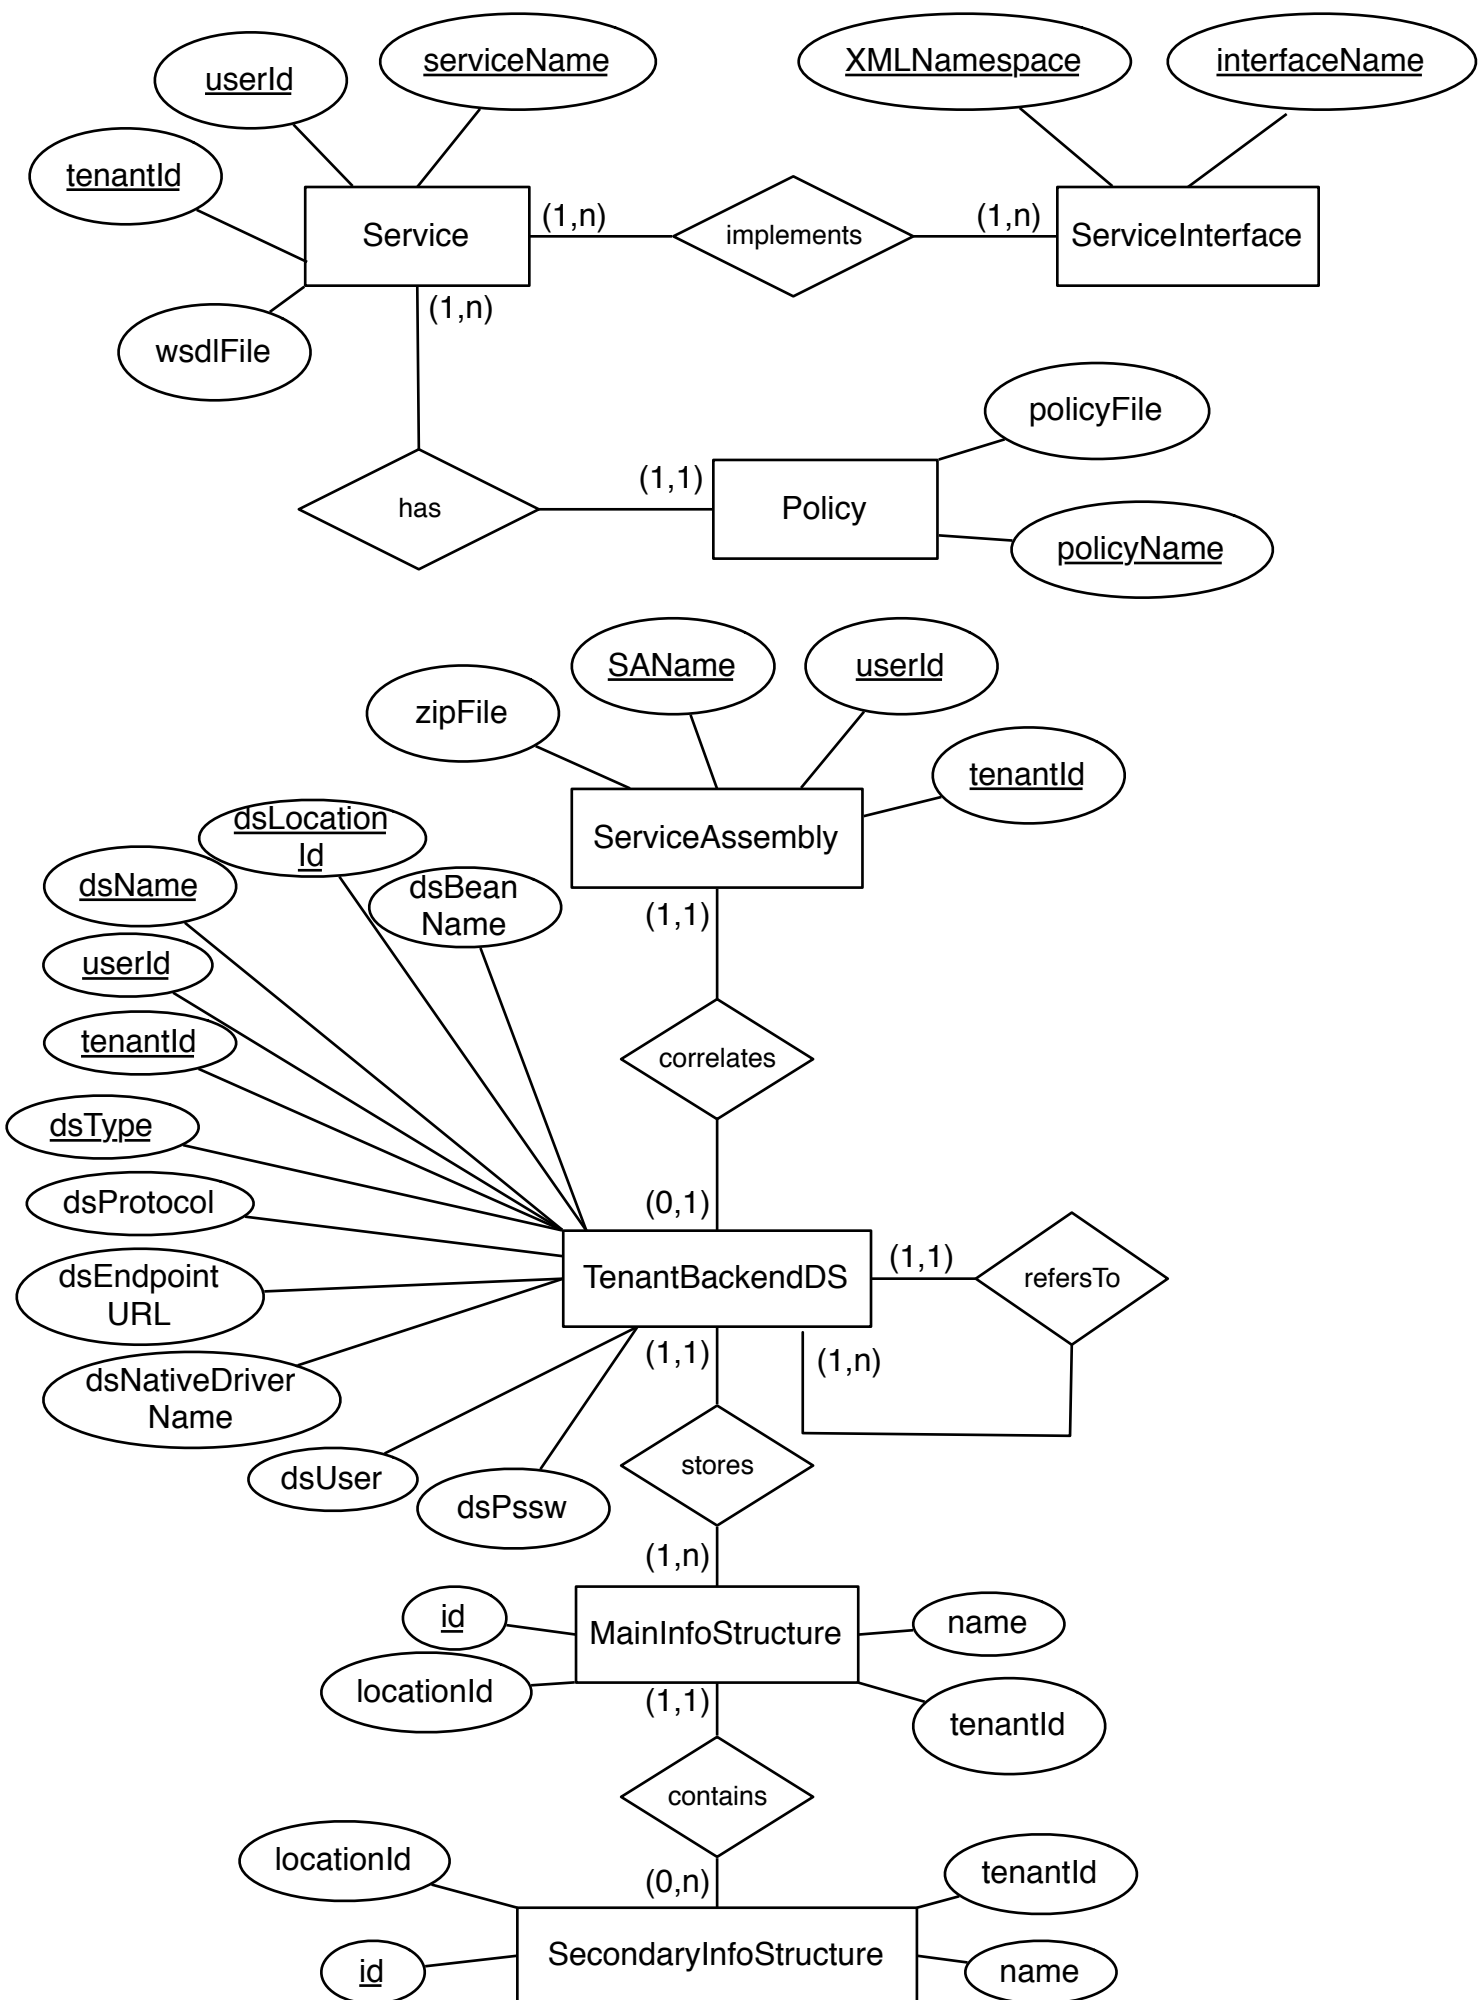 serviceName
XMLNamespace
interfaceName
userId
tenantId
Service
(1,n)
implements
(1,n)
ServiceInterface
(1,n)
wsdlFile
policyFile
(1,1)
has
Policy
policyName
SAName
userId
zipFile
tenantId
dsLocation
Id
ServiceAssembly
dsName
dsBean
Name
(1,1)
userId
tenantId
correlates
dsType
dsProtocol
(0,1)
(1,1)
dsEndpoint
URL
TenantBackendDS
refersTo
(1,1)
(1,n)
dsNativeDriver
Name
stores
dsUser
dsPssw
(1,n)
id
MainInfoStructure
name
locationId
(1,1)
tenantId
contains
locationId
(0,n)
tenantId
SecondaryInfoStructure
id
name